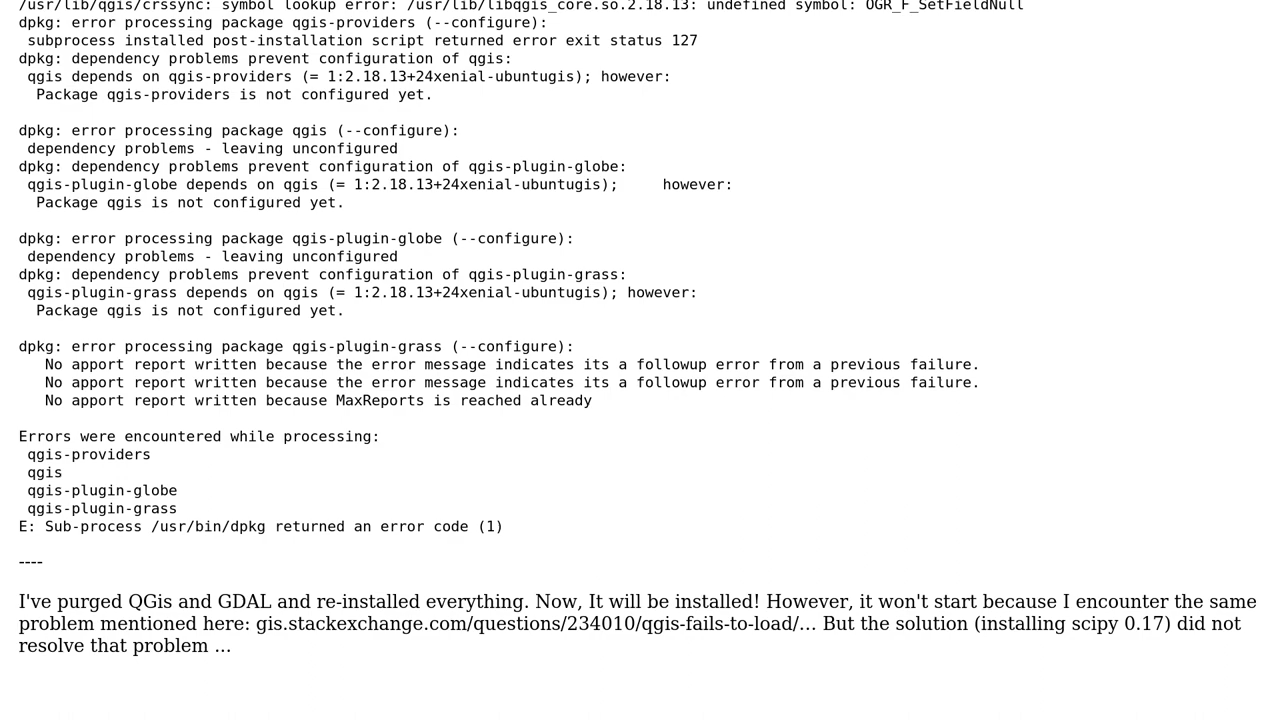 /usr/lib/qgis/crssync: symbol lookup error: /usr/lib/libqgis_core.so.2.18.13: undefined symbol: OGR_F_SetFieldNull
dpkg: error processing package qgis-providers (--configure):
 subprocess installed post-installation script returned error exit status 127
dpkg: dependency problems prevent configuration of qgis:
 qgis depends on qgis-providers (= 1:2.18.13+24xenial-ubuntugis); however:
  Package qgis-providers is not configured yet.

dpkg: error processing package qgis (--configure):
 dependency problems - leaving unconfigured
dpkg: dependency problems prevent configuration of qgis-plugin-globe:
 qgis-plugin-globe depends on qgis (= 1:2.18.13+24xenial-ubuntugis);     however:
  Package qgis is not configured yet.

dpkg: error processing package qgis-plugin-globe (--configure):
 dependency problems - leaving unconfigured
dpkg: dependency problems prevent configuration of qgis-plugin-grass:
 qgis-plugin-grass depends on qgis (= 1:2.18.13+24xenial-ubuntugis); however:
  Package qgis is not configured yet.

dpkg: error processing package qgis-plugin-grass (--configure):
   No apport report written because the error message indicates its a followup error from a previous failure.
   No apport report written because the error message indicates its a followup error from a previous failure.
   No apport report written because MaxReports is reached already

Errors were encountered while processing:
 qgis-providers
 qgis
 qgis-plugin-globe
 qgis-plugin-grass
E: Sub-process /usr/bin/dpkg returned an error code (1)

----

I've purged QGis and GDAL and re-installed everything. Now, It will be installed! However, it won't start because I encounter the same
problem mentioned here: gis.stackexchange.com/questions/234010/qgis-fails-to-load/… But the solution (installing scipy 0.17) did not
resolve that problem ...